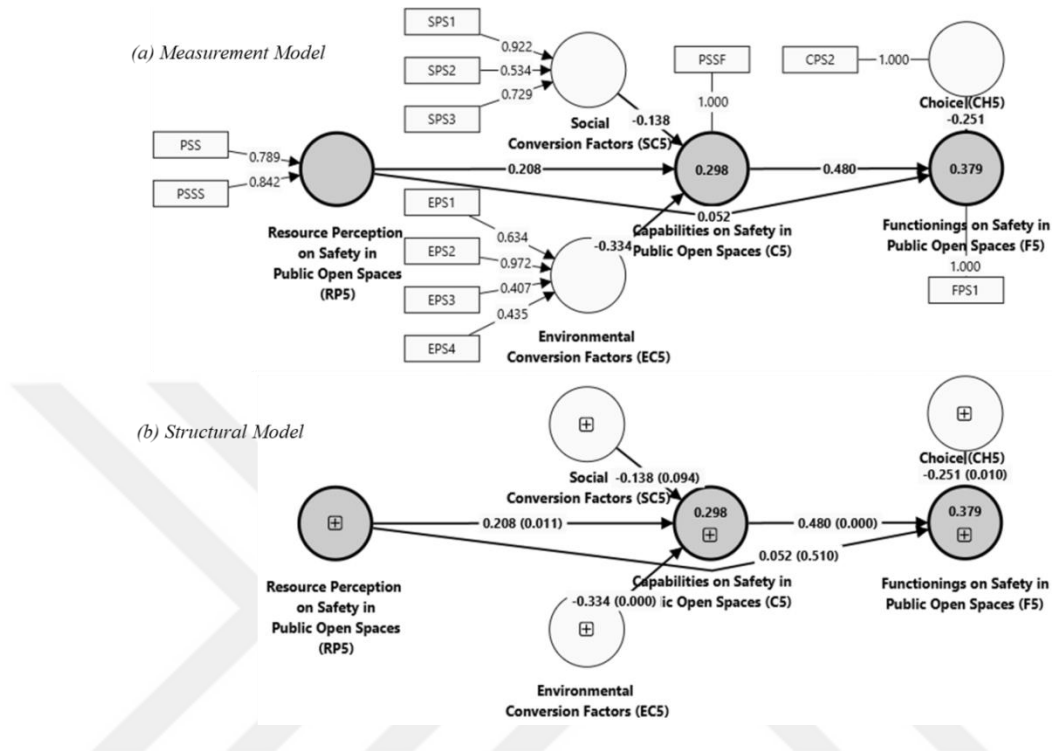 (a) Measurement Model
SPS1
0.922
SPS2
0.534
SPS3
0.729
Social
Conversion Factors (SC5)
-0.138
PSSF
1.000
CPS2
1.000
Choice (CH5)
-0.251
PSS
0.789
PSSS
0.842
0.208
0.298
0.480
0.379
0.052
Resource Perception
on Safety in
Public Open Spaces
(RP5)
EPS1
0.634
EPS2
0.972
EPS3
0.407
EPS4
0.435
-0.334
Capabilities on Safety in
Public Open Spaces (C5)
Functionings on Safety in
Public Open Spaces (F5)
1.000
FPS1
Environmental
Conversion Factors (EC5)
(b) Structural Model
Social
Conversion Factors (SC5)
-0.138 (0.094)
Choice (CH5)
-0.251 (0.010)
0.208 (0.011)
0.298
0.480 (0.000)
0.379
0.052 (0.510)
Resource Perception
on Safety in
Public Open Spaces
(RP5)
Capabilities on Safety in
-0.334 (0.000) lic Open Spaces (C5)
Functionings on Safety in
Public Open Spaces (F5)
Environmental
Conversion Factors (EC5)